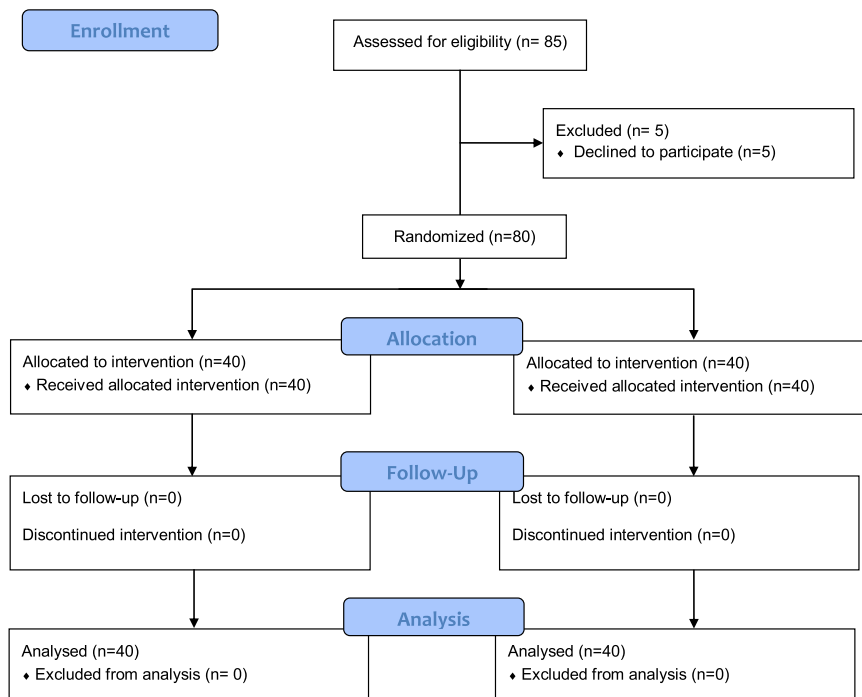 Enrollment
Assessed for eligibility (n= 85)
Excluded (n= 5)
♦ Declined to participate (n=5)
Randomized (n=80)
Allocation
Allocated to intervention (n=40)
♦ Received allocated intervention (n=40)
Allocated to intervention (n=40)
♦ Received allocated intervention (n=40)
Follow-Up
Lost to follow-up (n=0)
Discontinued intervention (n=0)
Lost to follow-up (n=0)
Discontinued intervention (n=0)
Analysis
Analysed (n=40)
♦ Excluded from analysis (n= 0)
Analysed (n=40)
♦ Excluded from analysis (n=0)